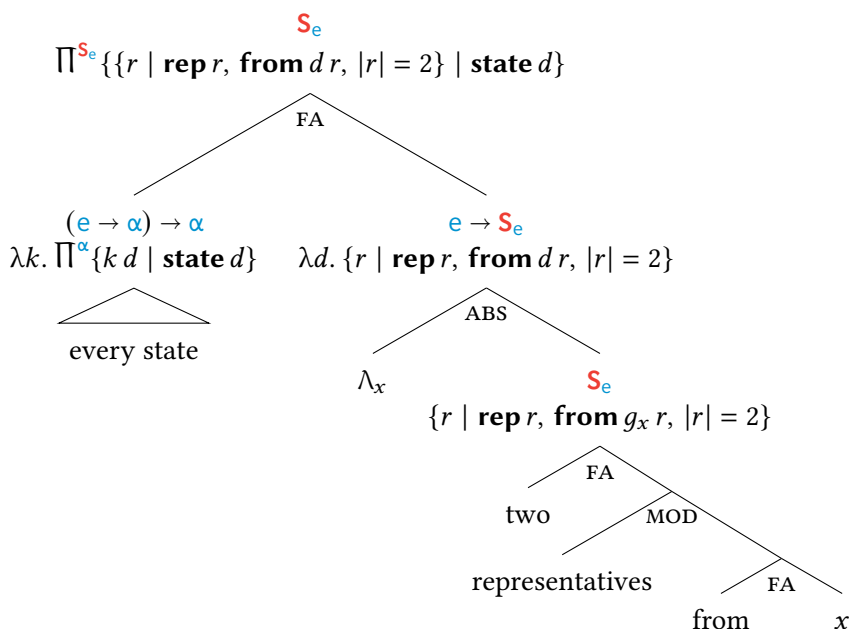 S_e
∏^{S_e} {{r | rep r, from d r, |r| = 2} | state d}
FA
(e → α) → α
e → S_e
λk. ∏^α {k d | state d}
λd. {r | rep r, from d r, |r| = 2}
ABS
every state
Λ_x
S_e
{r | rep r, from g_x r, |r| = 2}
FA
two
MOD
representatives
FA
from
x